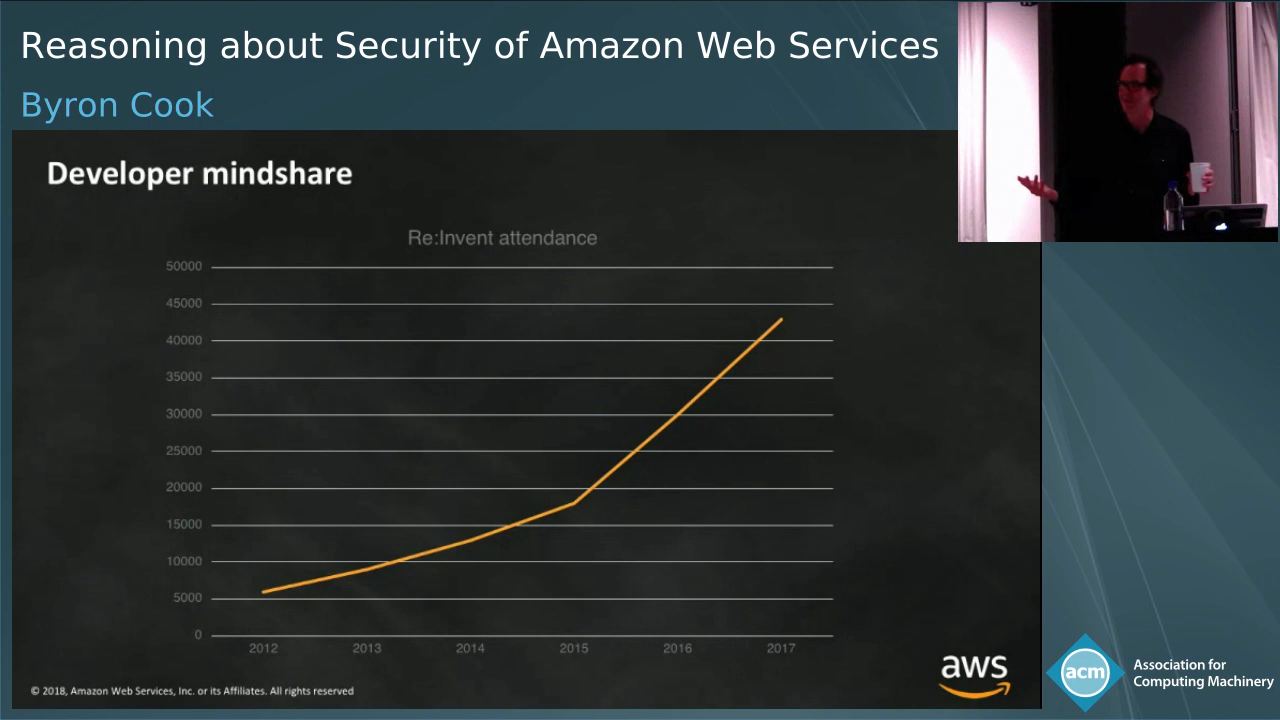 Reasoning about Security of Amazon Web Services
Byron Cook
Developer mindshare
Re:Invent attendance
50000
45000
40000
35000
30000
25000
20000
15000
10000
5000
0
2012 2013 2014 2015 2016 2017
© 2018, Amazon Web Services, Inc. or its Affiliates. All rights reserved
aws
acm
Association for
Computing Machinery